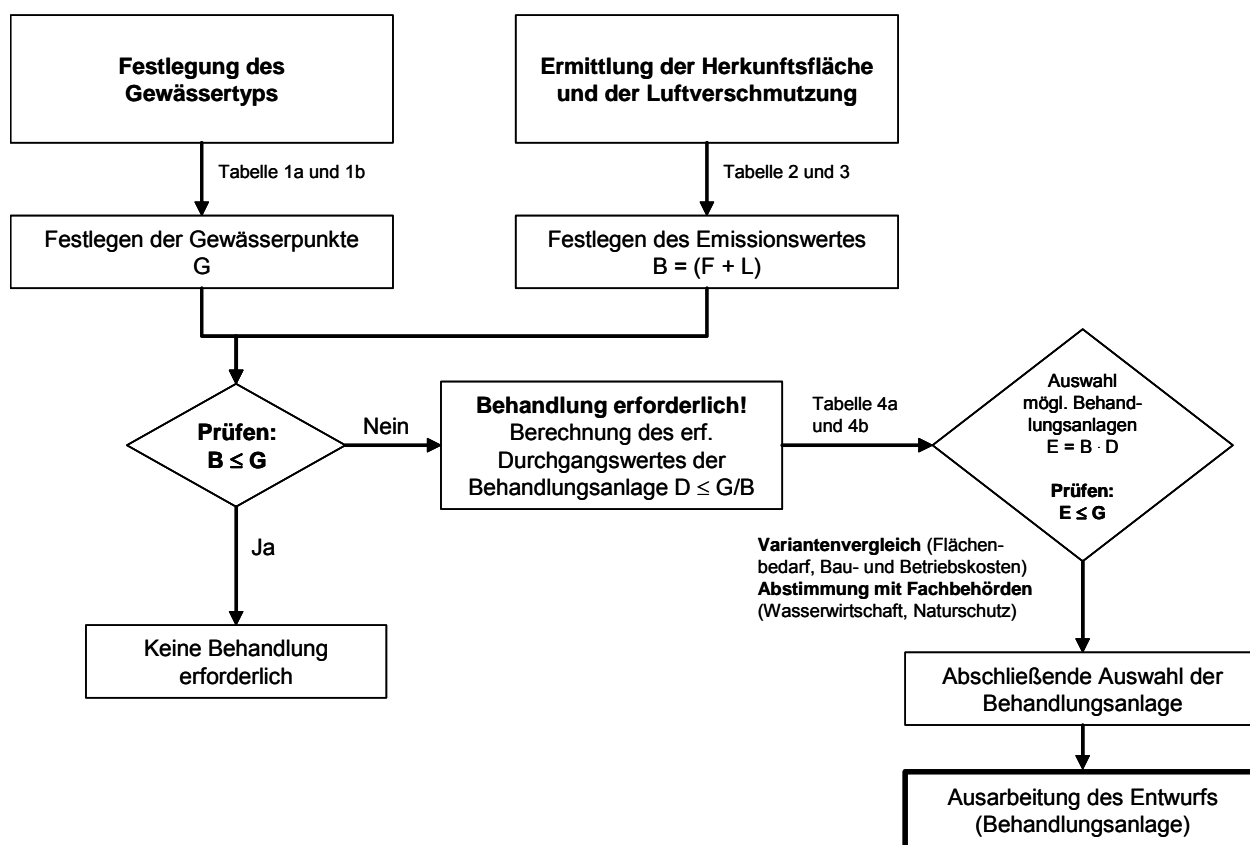 Festlegung des
Gewässertyps
Ermittlung der Herkunftsfläche
und der Luftverschmutzung
Tabelle 1a und 1b
Tabelle 2 und 3
Festlegen der Gewässerpunkte
G
Festlegen des Emissionswertes
B = (F + L)
Prüfen:
B ≤ G
Nein
Behandlung erforderlich!
Berechnung des erf.
Durchgangswertes der
Behandlungsanlage D ≤ G/B
Tabelle 4a
und 4b
Auswahl
mögl. Behand-
lungsanlagen
E = B · D
Prüfen:
E ≤ G
Ja
Variantenvergleich (Flächen-
bedarf, Bau- und Betriebskosten)
Abstimmung mit Fachbehörden
(Wasserwirtschaft, Naturschutz)
Keine Behandlung
erforderlich
Abschließende Auswahl der
Behandlungsanlage
Ausarbeitung des Entwurfs
(Behandlungsanlage)